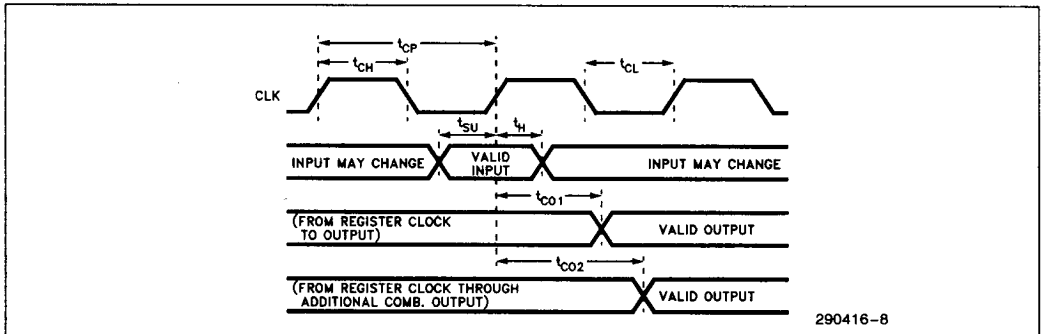 tCP
tCH
tCL
CLK
tSU
tH
INPUT MAY CHANGE
VALID
INPUT
INPUT MAY CHANGE
tCO1
(FROM REGISTER CLOCK
TO OUTPUT)
VALID OUTPUT
tCO2
(FROM REGISTER CLOCK THROUGH
ADDITIONAL COMB. OUTPUT)
VALID OUTPUT
290416-8